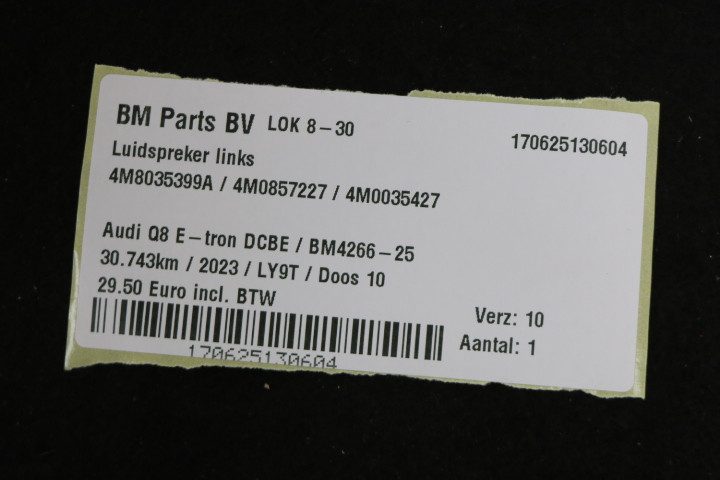 BM Parts BV LOK 8-30
170625130604
Luidspreker links
4M8035399A / 4M0857227 / 4M0035427
Audi Q8 E-tron DCBE / BM4266-25
30.743km / 2023 / LY9T / Doos 10
29.50 Euro incl. BTW
Verz: 10
Aantal: 1
170625130604